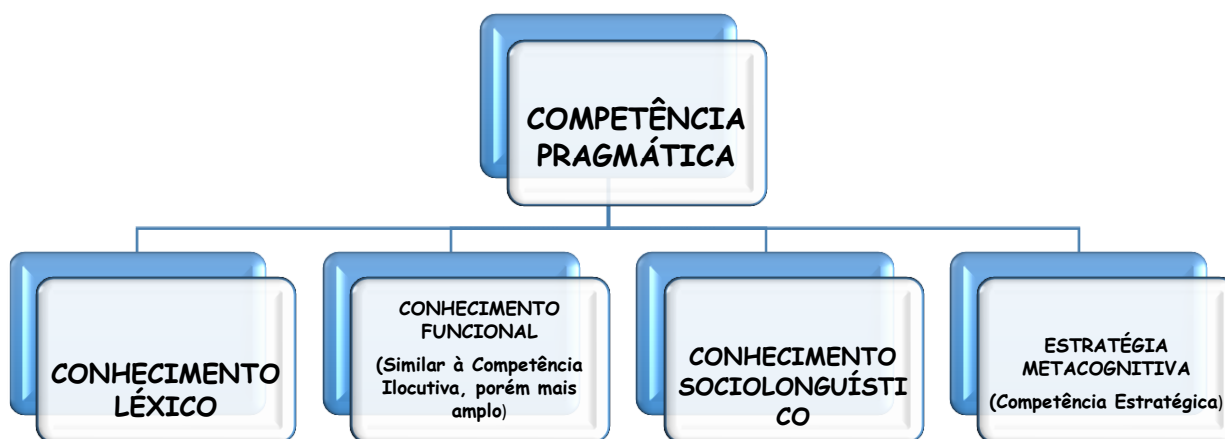 COMPETÊNCIA
PRAGMÁTICA
CONHECIMENTO
LÉXICO
CONHECIMENTO
FUNCIONAL
(Similar à Competência
Ilocutiva, porém mais
amplo)
CONHECIMENTO
SOCIOLONGUÍSTI
CO
ESTRATÉGIA
METACOGNITIVA
(Competência Estratégica)